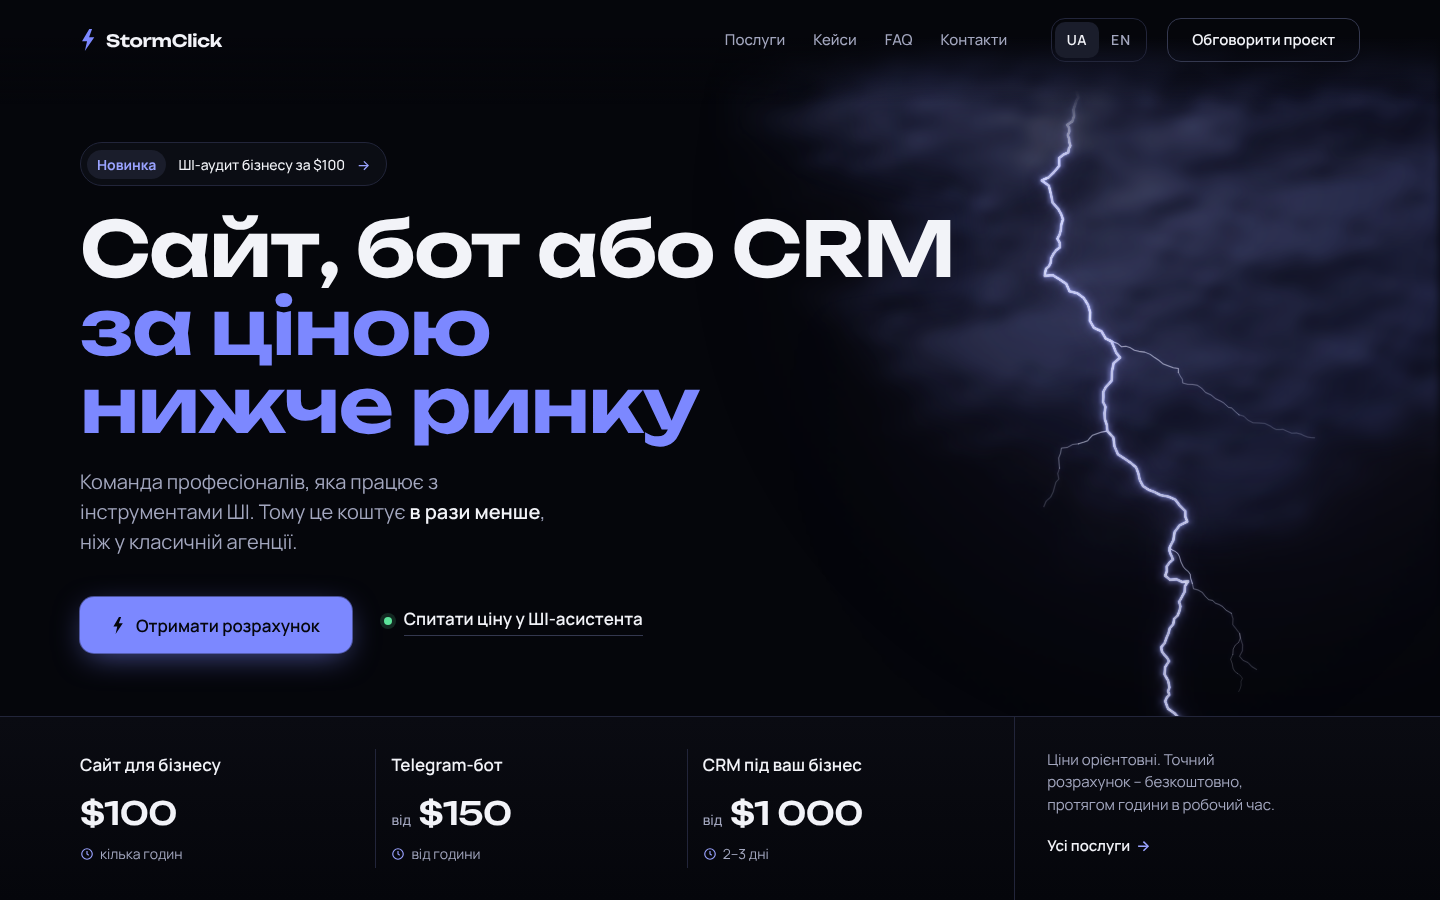 StormClick
Послуги Кейси FAQ Контакти UA EN Обговорити проєкт
Новинка ШІ-аудит бізнесу за $100 →
Сайт, бот або CRM
за ціною
нижче ринку
Команда професіоналів, яка працює з
інструментами ШІ. Тому це коштує в рази менше,
ніж у класичній агенції.
Отримати розрахунок
Спитати ціну у ШІ-асистента
Сайт для бізнесу
$100
кілька годин
Telegram-бот
від $150
від години
CRM під ваш бізнес
від $1 000
2–3 дні
Ціни орієнтовні. Точний
розрахунок – безкоштовно,
протягом години в робочий час.
Усі послуги →